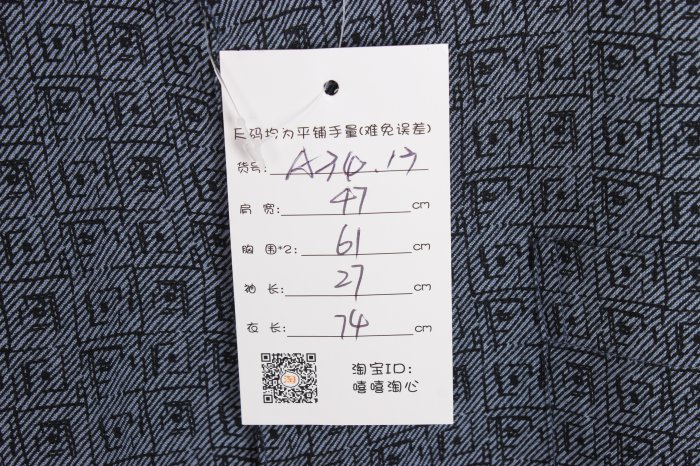 尺码均为平铺手量(难免误差)
货号: A340.13
肩 宽: 47 cm
胸 围*2: 61 cm
袖 长: 27 cm
衣 长: 74 cm
淘宝ID:
嘻嘻淘心